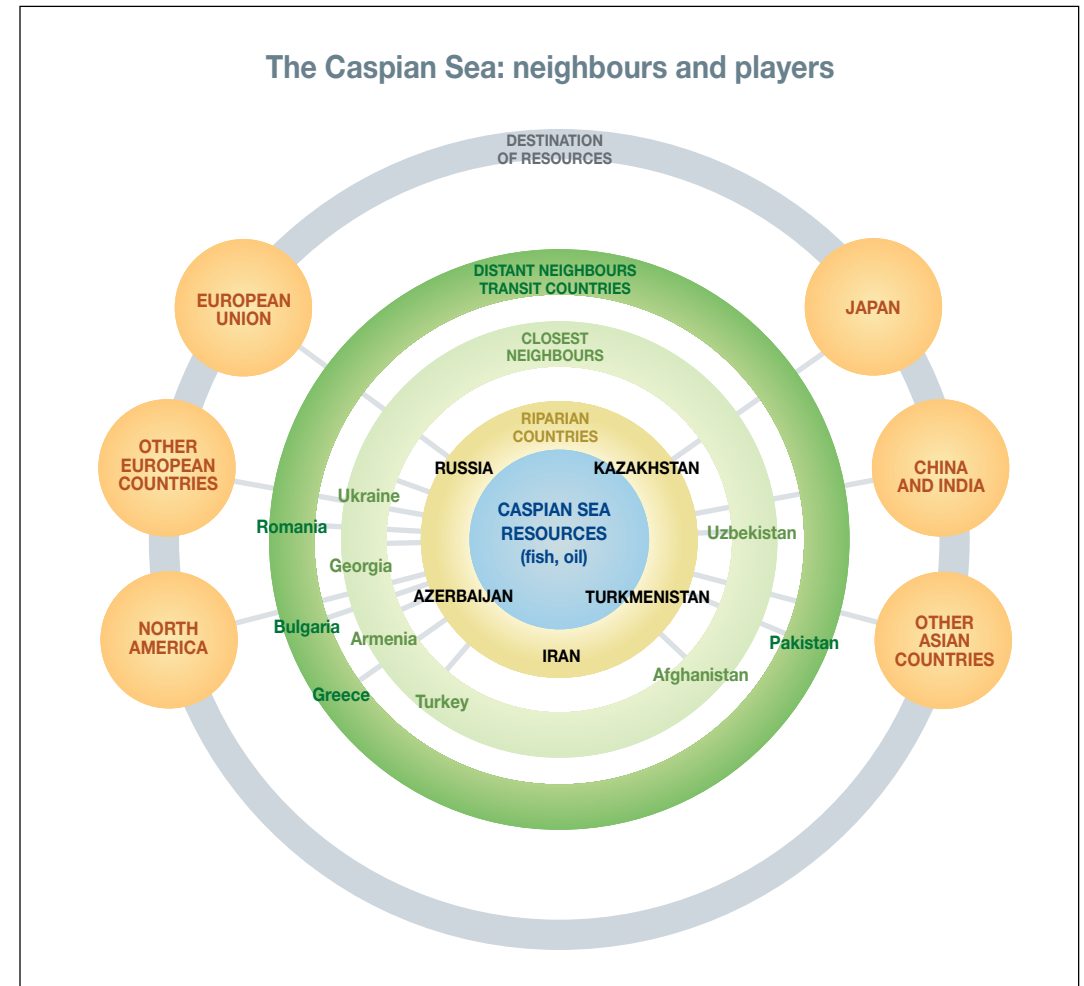 The Caspian Sea: neighbours and players
DESTINATION
OF RESOURCES
DISTANT NEIGHBOURS
TRANSIT COUNTRIES
EUROPEAN
UNION
JAPAN
CLOSEST
NEIGHBOURS
RIPARIAN
COUNTRIES
OTHER
EUROPEAN
COUNTRIES
RUSSIA
KAZAKHSTAN
CHINA
AND INDIA
Ukraine
CASPIAN SEA
RESOURCES
(fish, oil)
Romania
Uzbekistan
Georgia
AZERBAIJAN
TURKMENISTAN
NORTH
AMERICA
Bulgaria
Armenia
IRAN
Pakistan
OTHER
ASIAN
COUNTRIES
Afghanistan
Greece
Turkey